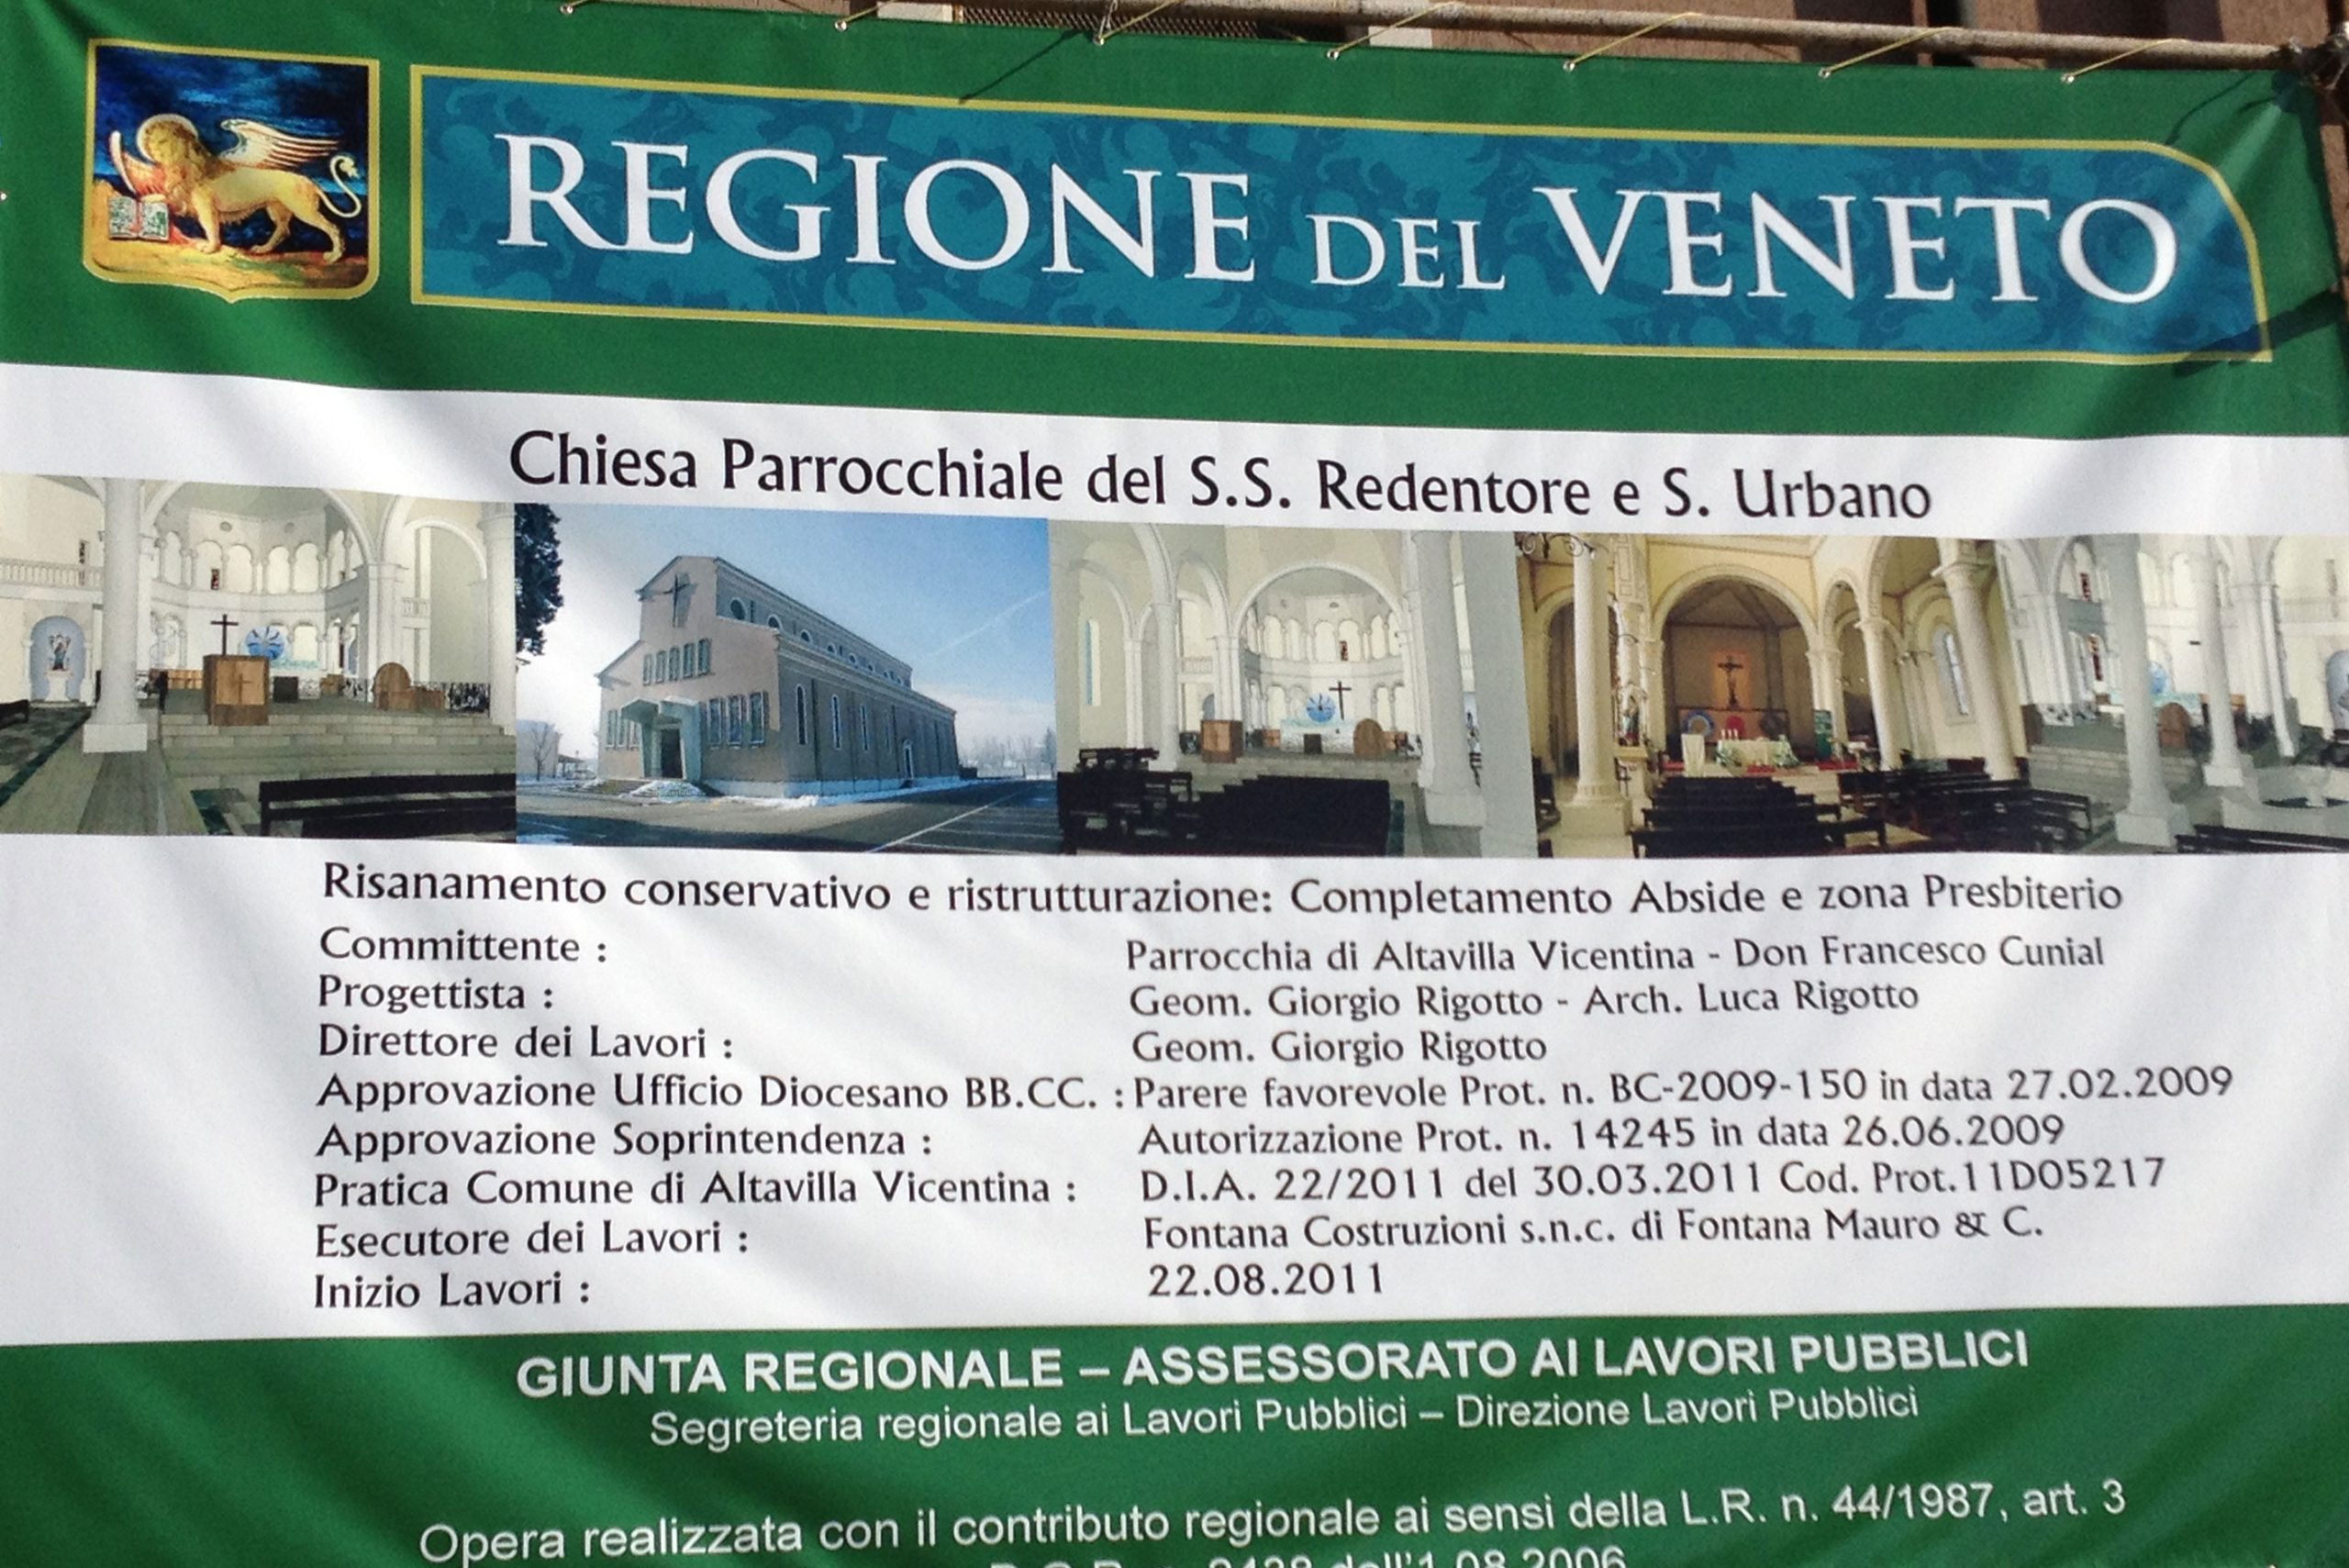 REGIONE DEL VENETO
Chiesa Parrocchiale del S.S. Redentore e S. Urbano
Risanamento conservativo e ristrutturazione: Completamento Abside e zona Presbiterio
Committente : Parrocchia di Altavilla Vicentina - Don Francesco Cunial
Progettista : Geom. Giorgio Rigotto - Arch. Luca Rigotto
Direttore dei Lavori : Geom. Giorgio Rigotto
Approvazione Ufficio Diocesano BB.CC. : Parere favorevole Prot. n. BC-2009-150 in data 27.02.2009
Approvazione Soprintendenza : Autorizzazione Prot. n. 14245 in data 26.06.2009
Pratica Comune di Altavilla Vicentina : D.I.A. 22/2011 del 30.03.2011 Cod. Prot.11DO5217
Esecutore dei Lavori : Fontana Costruzioni s.n.c. di Fontana Mauro & C.
Inizio Lavori : 22.08.2011
GIUNTA REGIONALE – ASSESSORATO AI LAVORI PUBBLICI
Segreteria regionale ai Lavori Pubblici – Direzione Lavori Pubblici
Opera realizzata con il contributo regionale ai sensi della L.R. n. 44/1987, art. 3
dell'1.08.2006